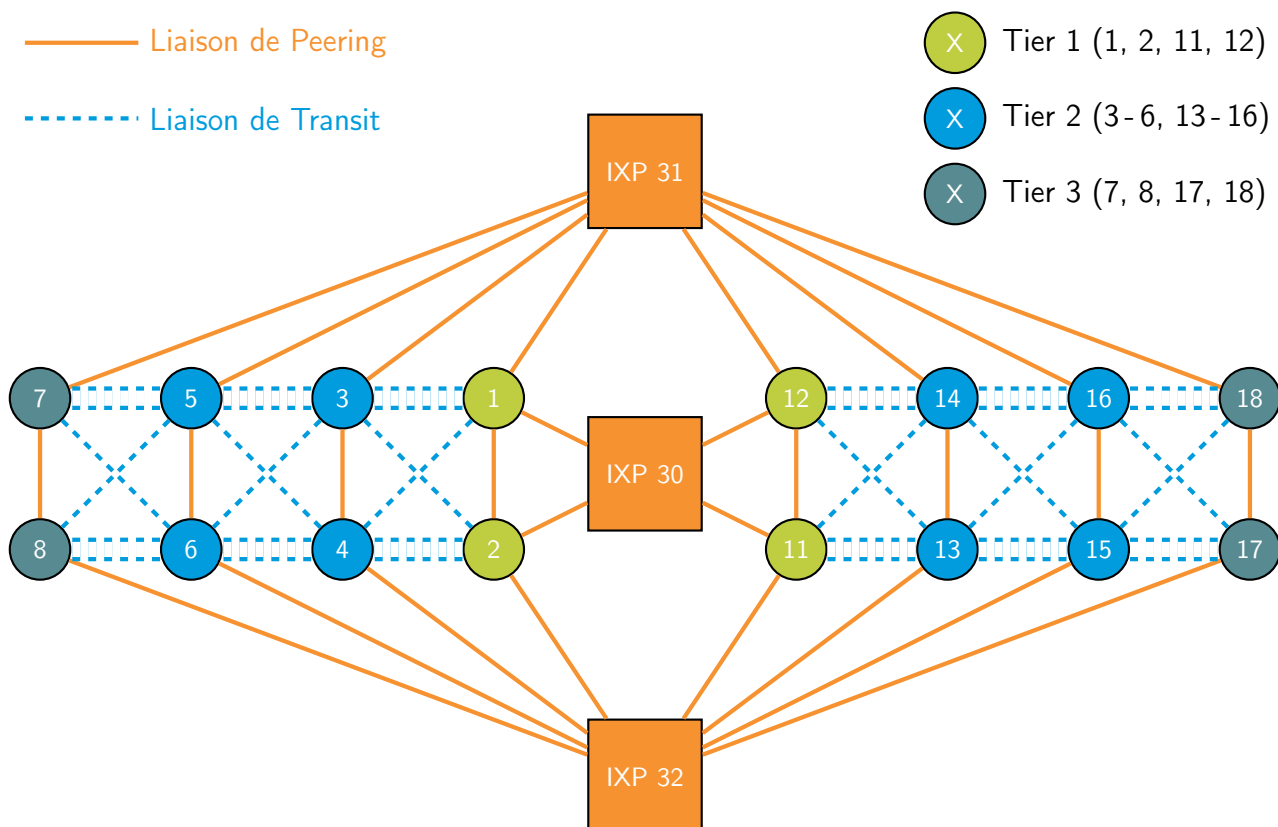 Liaison de Peering
Liaison de Transit
X Tier 1 (1, 2, 11, 12)
X Tier 2 (3-6, 13-16)
X Tier 3 (7, 8, 17, 18)
IXP 31
7 5 3 1 12 14 16 18
IXP 30
8 6 4 2 11 13 15 17
IXP 32